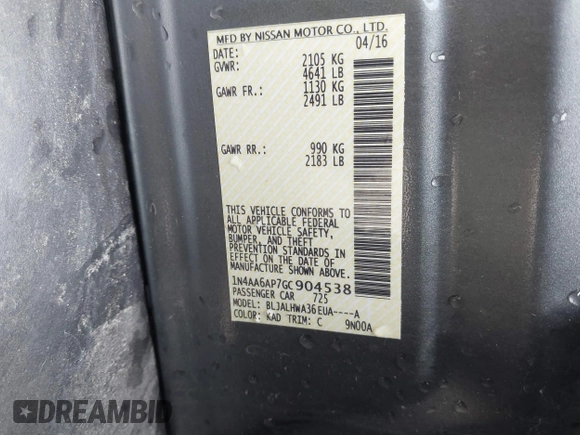 MFD BY NISSAN MOTOR CO., LTD.
DATE: 04/16
GVWR: 2105 KG
4641 LB
GAWR FR.: 1130 KG
2491 LB
GAWR RR.: 990 KG
2183 LB
THIS VEHICLE CONFORMS TO
ALL APPLICABLE FEDERAL
MOTOR VEHICLE SAFETY,
BUMPER, AND THEFT
PREVENTION STANDARDS IN
EFFECT ON THE DATE OF
MANUFACTURE SHOWN ABOVE.
1N4AA6AP7GC904538
PASSENGER CAR 725
MODEL: BLJALHWA36EUA----A
COLOR: KAD TRIM: C 9N00A
DREAMBID